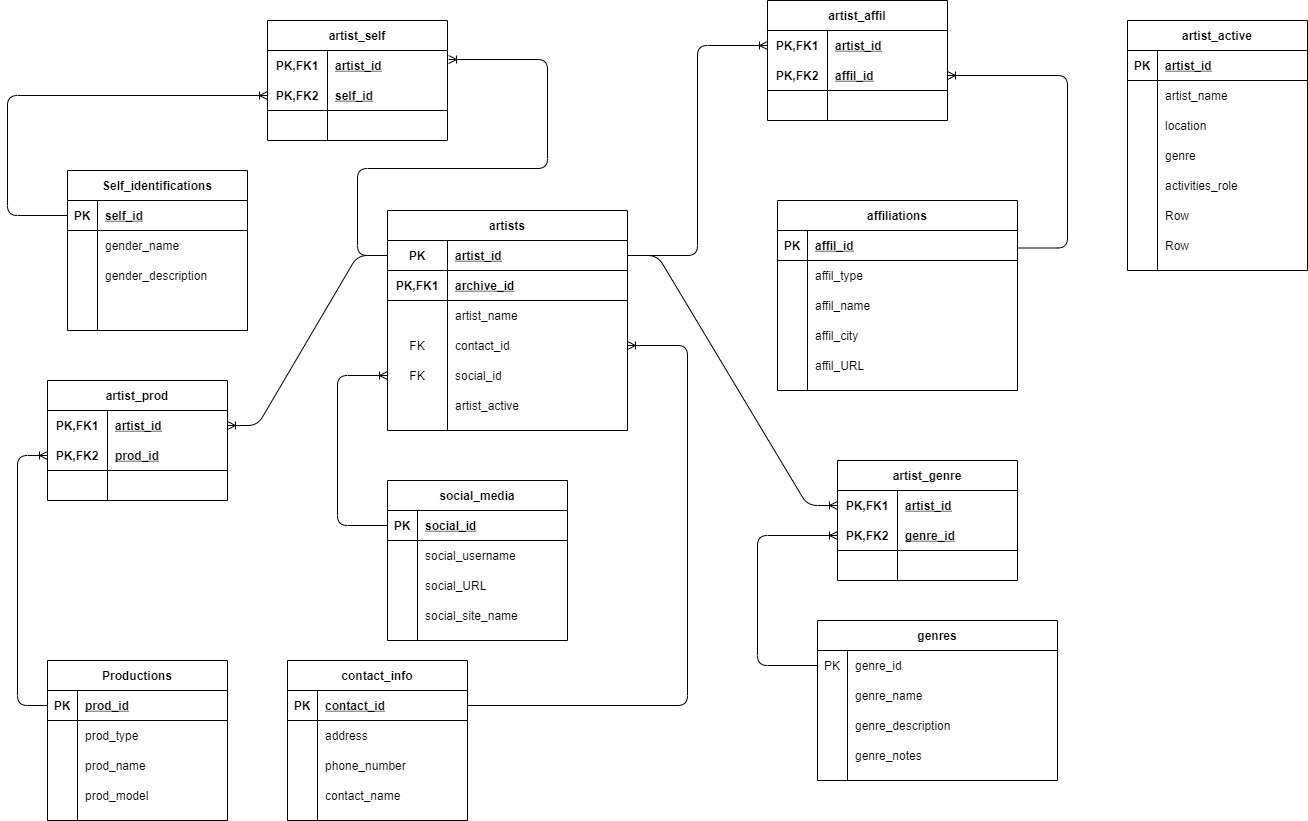 artist_self
PK,FK1 artist_id
PK,FK2 self_id
artist_affil
PK,FK1 artist_id
PK,FK2 affil_id
artist_active
PK artist_id
artist_name
location
genre
activities_role
Row
Row
Self_identifications
PK self_id
gender_name
gender_description
artists
PK artist_id
PK,FK1 archive_id
artist_name
FK contact_id
FK social_id
artist_active
affiliations
PK affil_id
affil_type
affil_name
affil_city
affil_URL
artist_prod
PK,FK1 artist_id
PK,FK2 prod_id
social_media
PK social_id
social_username
social_URL
social_site_name
artist_genre
PK,FK1 artist_id
PK,FK2 genre_id
Productions
PK prod_id
prod_type
prod_name
prod_model
contact_info
PK contact_id
address
phone_number
contact_name
genres
PK genre_id
genre_name
genre_description
genre_notes